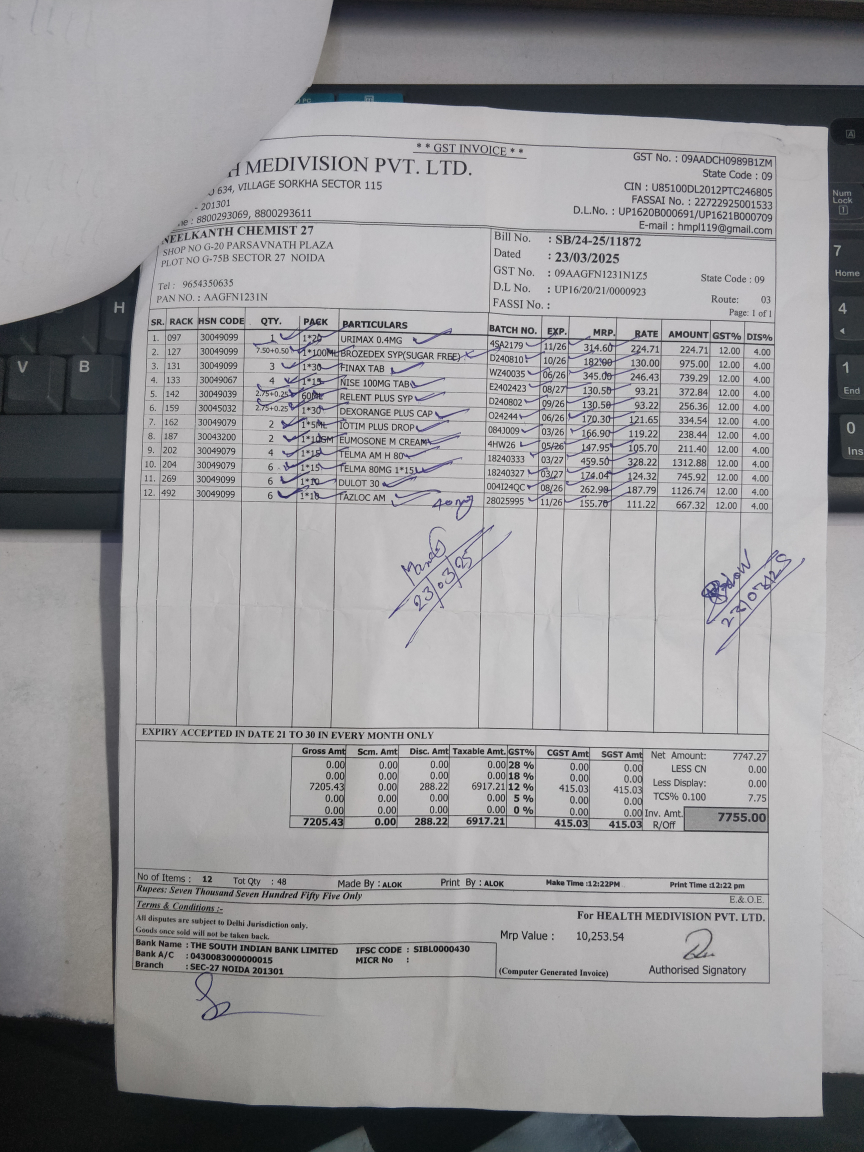 * * GST INVOICE * *
H MEDIVISION PVT. LTD.
O 634, VILLAGE SORKHA SECTOR 115
- 201301
: 8800293069, 8800293611
GST No. : 09AADCH0989B1ZM
State Code : 09
CIN : U85100DL2012PTC246805
FASSAI No. : 22722925001533
D.L.No. : UP1620B000691/UP1621B000709
E-mail : hmpl119@gmail.com
NEELKANTH CHEMIST 27
SHOP NO G-20 PARSAVNATH PLAZA
PLOT NO G-75B SECTOR 27 NOIDA
Tel : 9654350635
PAN NO. : AAGFN1231N
Bill No. : SB/24-25/11872
Dated : 23/03/2025
GST No. : 09AAGFN1231N1Z5 State Code : 09
D.L No. : UP16/20/21/0000923
FASSI No. : Route: 03
Page: 1 of 1
SR. RACK HSN CODE QTY. PACK PARTICULARS BATCH NO. EXP. MRP. RATE AMOUNT GST% DIS%
1. 097 30049099 1 1*20 URIMAX 0.4MG 4SA2179 11/26 314.60 224.71 224.71 12.00 4.00
2. 127 30049099 7.50+0.50 1*100ML BROZEDEX SYP(SUGAR FREE) D240810 10/26 182.00 130.00 975.00 12.00 4.00
3. 131 30049099 3 1*30 FINAX TAB WZ40035 06/26 345.00 246.43 739.29 12.00 4.00
4. 133 30049067 4 1*15 NISE 100MG TAB E2402423 08/27 130.50 93.21 372.84 12.00 4.00
5. 142 30049039 2.75+0.25 60ML RELENT PLUS SYP D240802 09/26 130.50 93.22 256.36 12.00 4.00
6. 159 30045032 2.75+0.25 1*30 DEXORANGE PLUS CAP O24244 06/26 170.30 121.65 334.54 12.00 4.00
7. 162 30049079 2 1*5ML IOTIM PLUS DROP 084J009 03/26 166.90 119.22 238.44 12.00 4.00
8. 187 30043200 2 1*10GM EUMOSONE M CREAM 4HW26 05/26 147.95 105.70 211.40 12.00 4.00
9. 202 30049079 4 1*15 TELMA AM H 80 18240333 03/27 459.50 328.22 1312.88 12.00 4.00
10. 204 30049079 6 1*15 TELMA 80MG 1*15 18240327 03/27 174.04 124.32 745.92 12.00 4.00
11. 269 30049099 6 1*10 DULOT 30 004I24QC 08/26 262.90 187.79 1126.74 12.00 4.00
12. 492 30049099 6 1*10 TAZLOC AM 40 mg 28025995 11/26 155.70 111.22 667.32 12.00 4.00
23/03/25
23/03/25
EXPIRY ACCEPTED IN DATE 21 TO 30 IN EVERY MONTH ONLY
Gross Amt Scm. Amt Disc. Amt Taxable Amt. GST% CGST Amt SGST Amt
0.00 0.00 0.00 0.00 28 % 0.00 0.00
0.00 0.00 0.00 0.00 18 % 0.00 0.00
7205.43 0.00 288.22 6917.21 12 % 415.03 415.03
0.00 0.00 0.00 0.00 5 % 0.00 0.00
0.00 0.00 0.00 0.00 0 % 0.00 0.00
7205.43 0.00 288.22 6917.21 415.03 415.03
Net Amount: 7747.27
LESS CN 0.00
Less Display: 0.00
TCS% 0.100 7.75
Inv. Amt. 7755.00
R/Off
No of Items : 12 Tot Qty : 48 Made By : ALOK Print By : ALOK Make Time :12:22PM Print Time :12:22 pm
Rupees: Seven Thousand Seven Hundred Fifty Five Only E.& O.E.
Terms & Conditions :-
All disputes are subject to Delhi Jurisdiction only.
Goods once sold will not be taken back.
Bank Name : THE SOUTH INDIAN BANK LIMITED IFSC CODE : SIBL0000430
Bank A/C : 0430083000000015 MICR No :
Branch : SEC-27 NOIDA 201301
For HEALTH MEDIVISION PVT. LTD.
Mrp Value : 10,253.54
(Computer Generated Invoice) Authorised Signatory
Num
Lock
1
7
Home
4
1
End
0
Ins
H
V
B
A